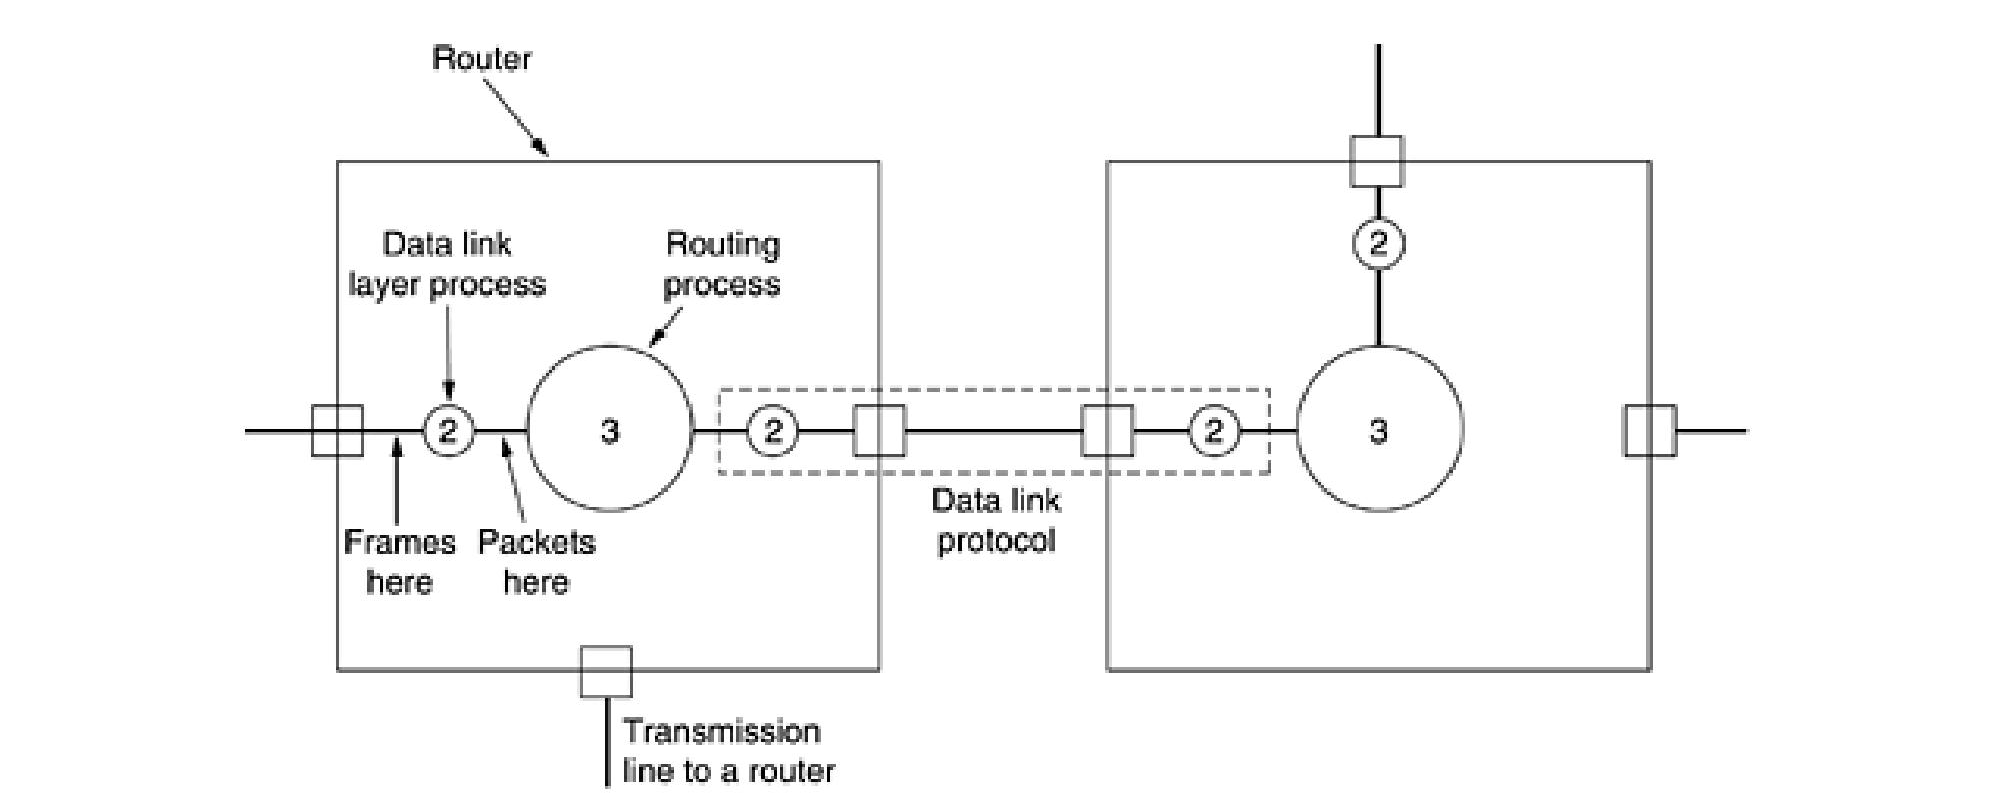 Router
Data link
layer process
Routing
process
2
2
3
2
2
3
Frames
here
Packets
here
Data link
protocol
Transmission
line to a router